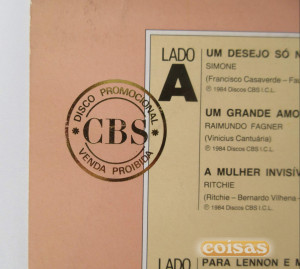 LADO
A
UM DESEJO SÓ N
SIMONE
(Francisco Casaverde - Fa
℗ 1984 Discos CBS I.C.L.
UM GRANDE AMO
RAIMUNDO FAGNER
(Vinicius Cantuária)
℗ 1984 Discos CBS I.C.L.
A MULHER INVISÍV
RITCHIE
(Ritchie - Bernardo Vilhena -
℗ 1984 Discos CBS I.C.L.
DISCO PROMOCIONAL
CBS
VENDA PROIBIDA
LADO
PARA LENNON E M
coisas